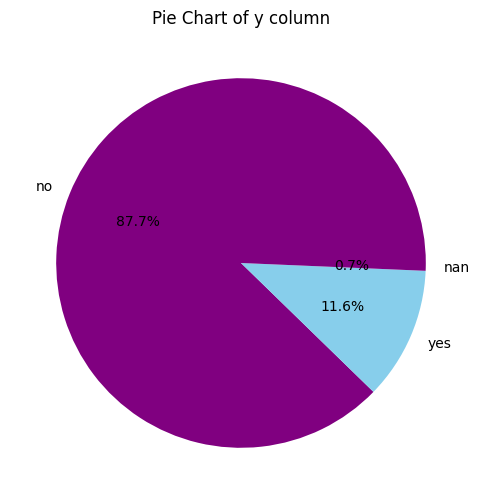 Pie Chart of y column
no
87.7%
0.7%
nan
11.6%
yes